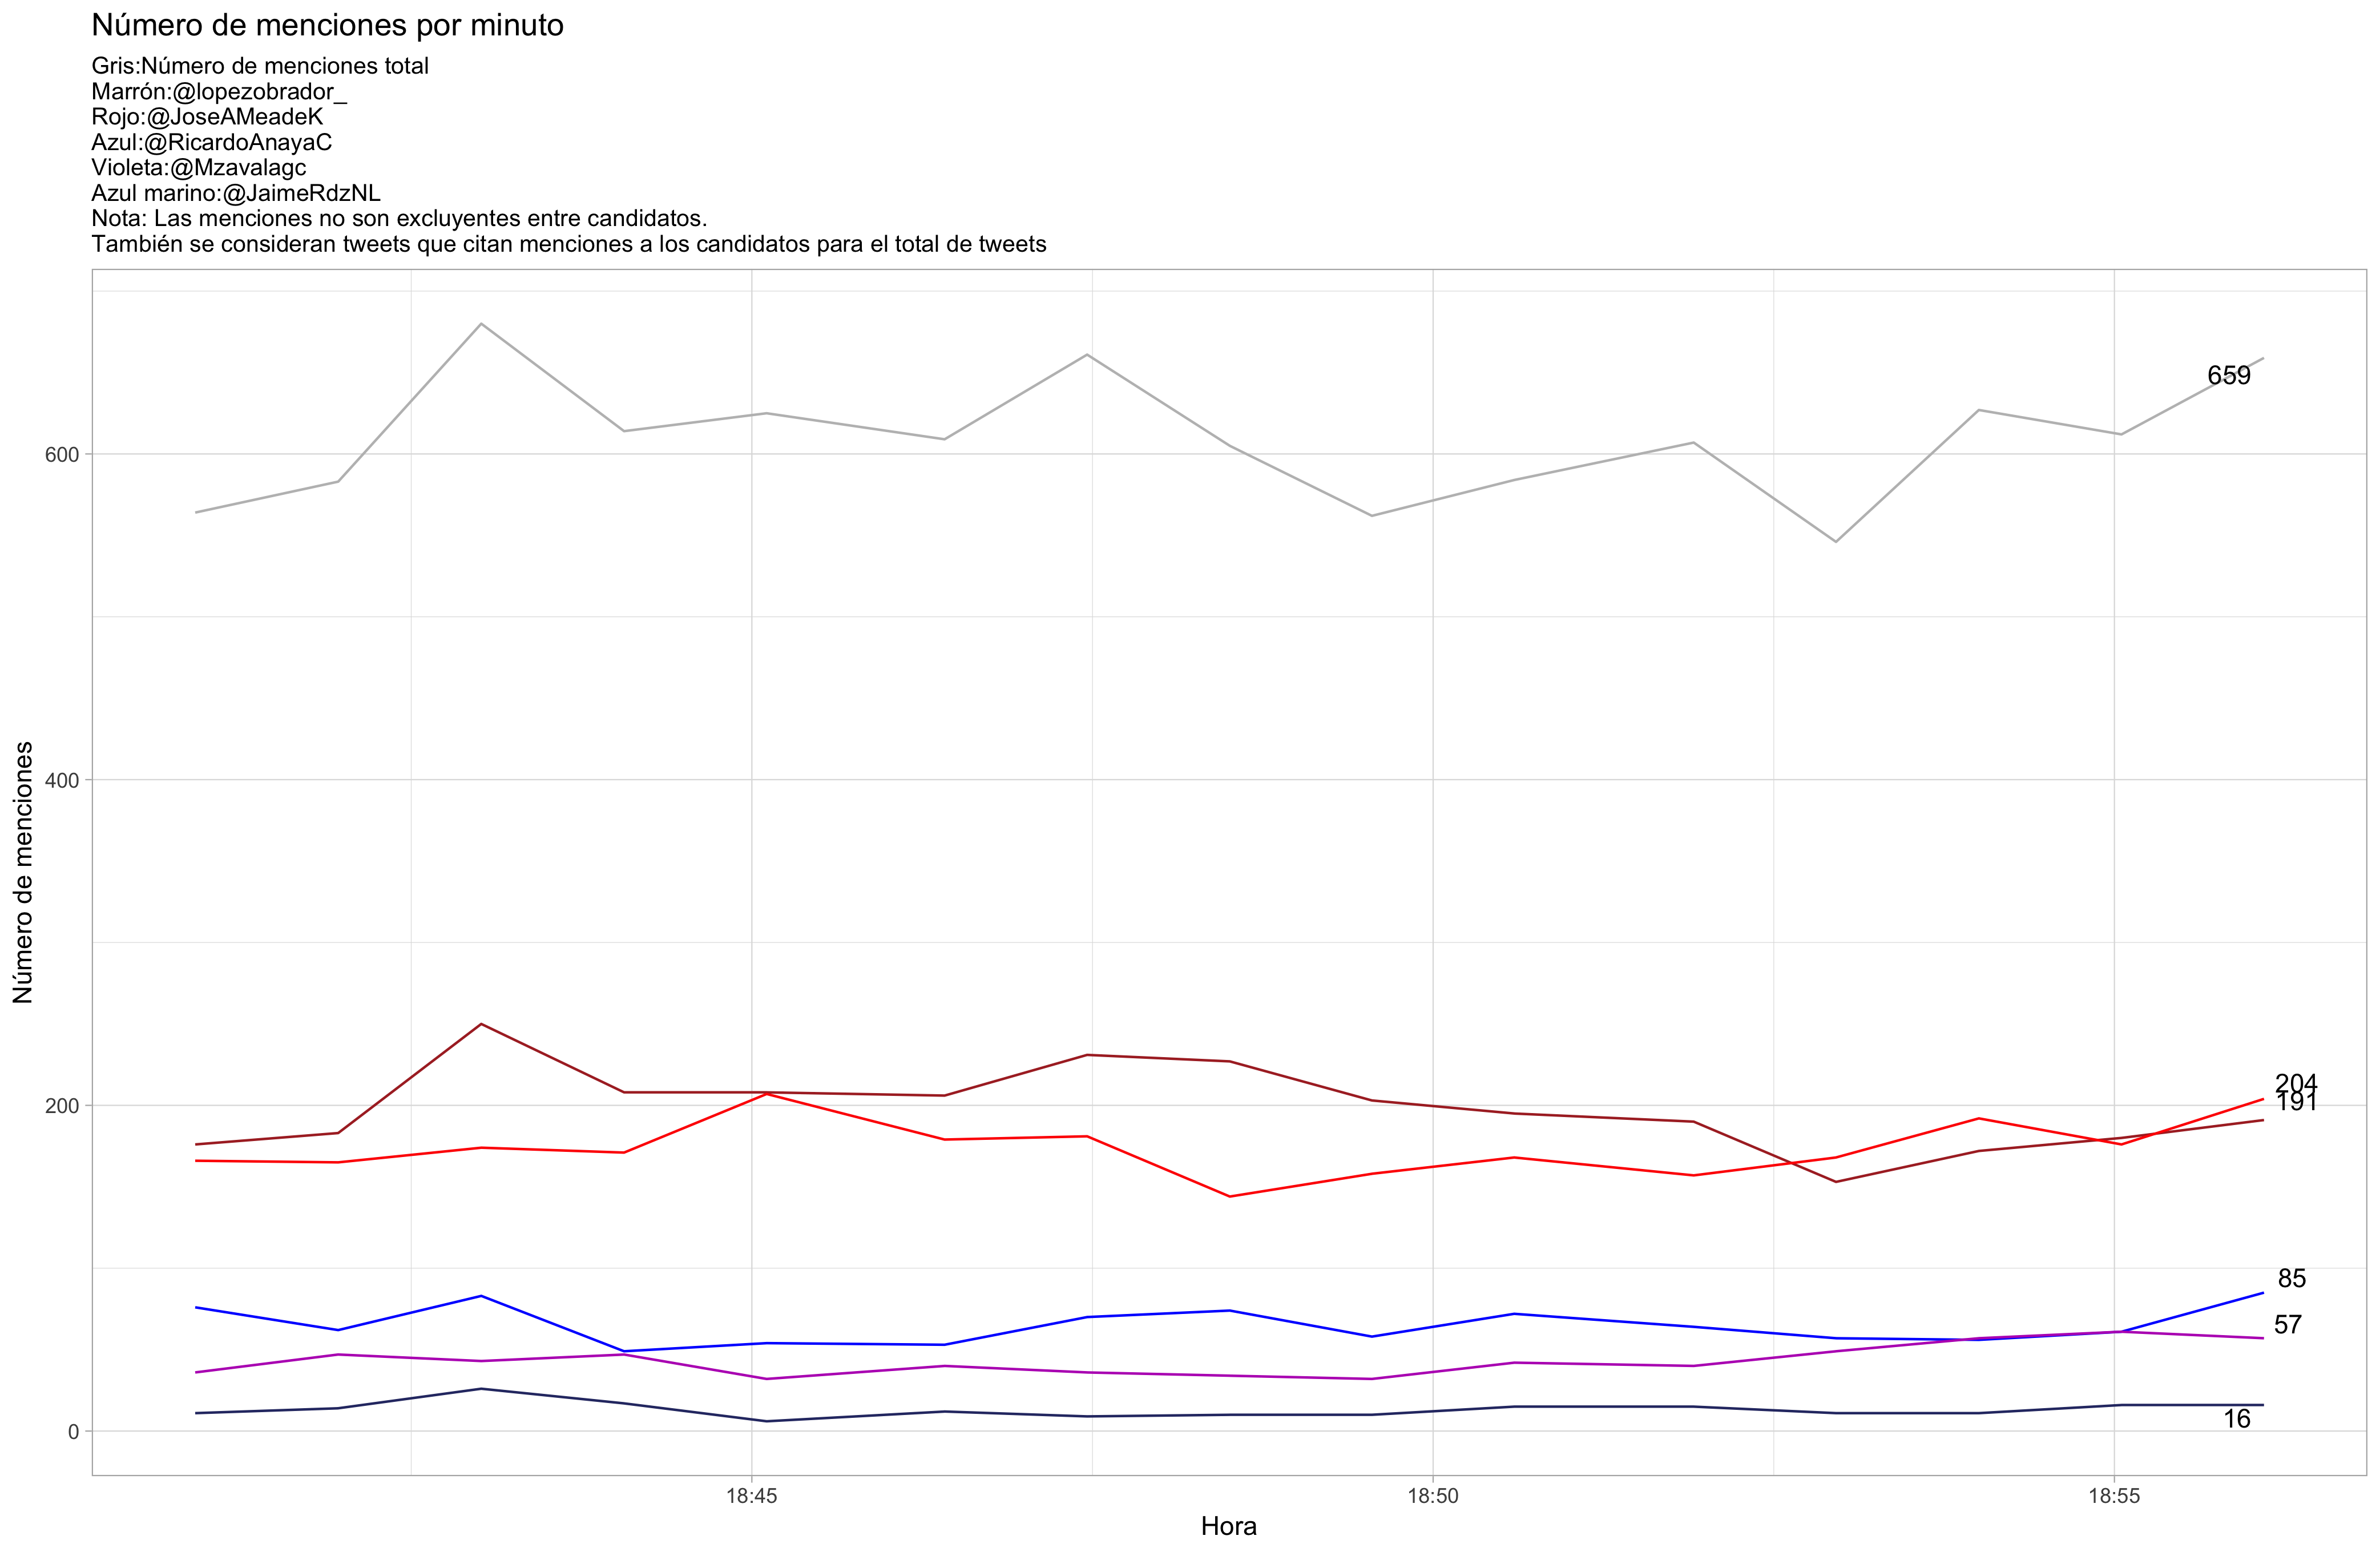 Número de menciones por minuto
Gris:Número de menciones total
Marrón:@lopezobrador_
Rojo:@JoseAMeadeK
Azul:@RicardoAnayaC
Violeta:@Mzavalagc
Azul marino:@JaimeRdzNL
Nota: Las menciones no son excluyentes entre candidatos.
También se consideran tweets que citan menciones a los candidatos para el total de tweets
Número de menciones
600
400
200
0
659
204
191
85
57
16
18:45
18:50
18:55
Hora